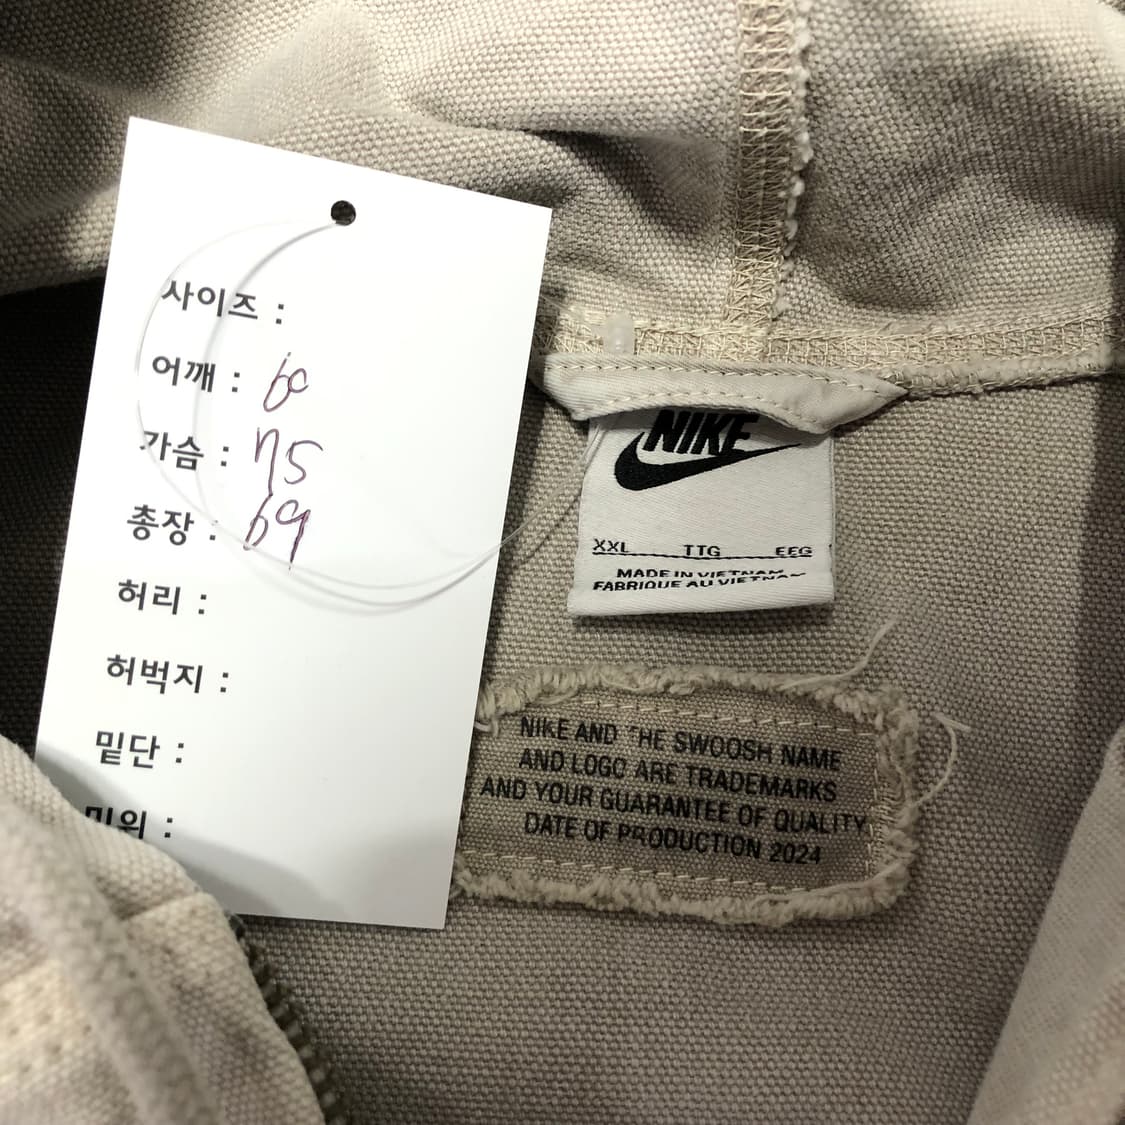 사이즈 :
어깨 : 60
가슴 : 75
총장 : 69
허리 :
허벅지 :
밑단 :
밑위 :
NIKE
XXL TTG EEG
MADE IN VIETNAM
FABRIQUE AU VIETNAM
NIKE AND THE SWOOSH NAME
AND LOGO ARE TRADEMARKS
AND YOUR GUARANTEE OF QUALITY
DATE OF PRODUCTION 2024